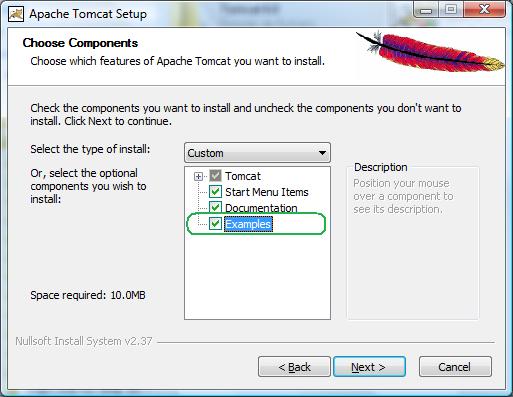 Apache Tomcat Setup
Choose Components
Choose which features of Apache Tomcat you want to install.
Check the components you want to install and uncheck the components you don't want to
install. Click Next to continue.
Select the type of install:
Custom
Or, select the optional
components you wish to
install:
Tomcat
Start Menu Items
Documentation
Examples
Description
Position your mouse
over a component to
see its description.
Space required: 10.0MB
Nullsoft Install System v2.37
< Back
Next >
Cancel